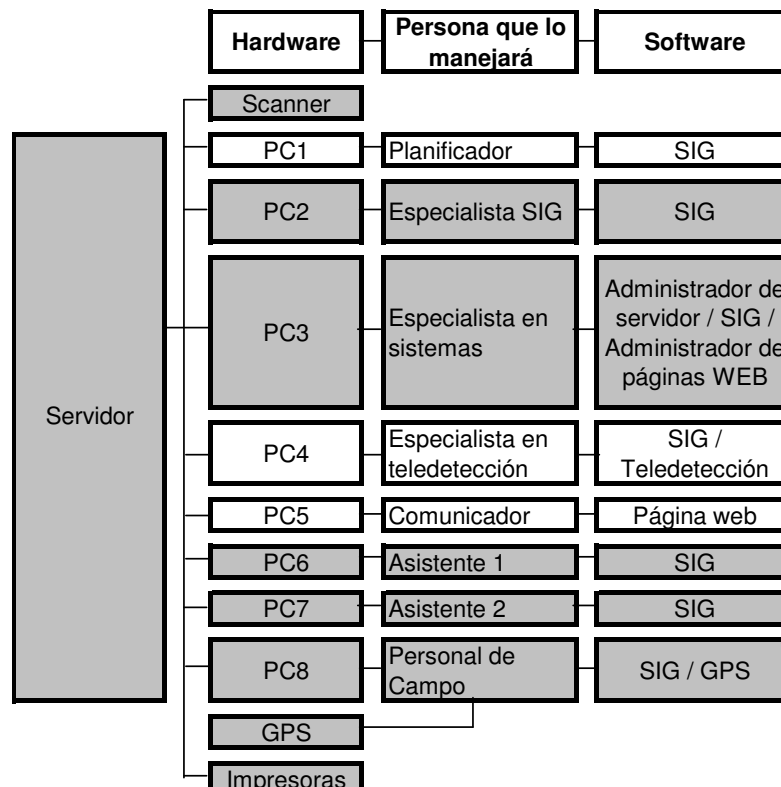 Hardware
Persona que lo
manejará
Software
Scanner
PC1
Planificador
SIG
PC2
Especialista SIG
SIG
Servidor
PC3
Especialista en
sistemas
Administrador de
servidor / SIG /
Administrador de
páginas WEB
PC4
Especialista en
teledetección
SIG /
Teledetección
PC5
Comunicador
Página web
PC6
Asistente 1
SIG
PC7
Asistente 2
SIG
PC8
Personal de
Campo
SIG / GPS
GPS
Impresoras